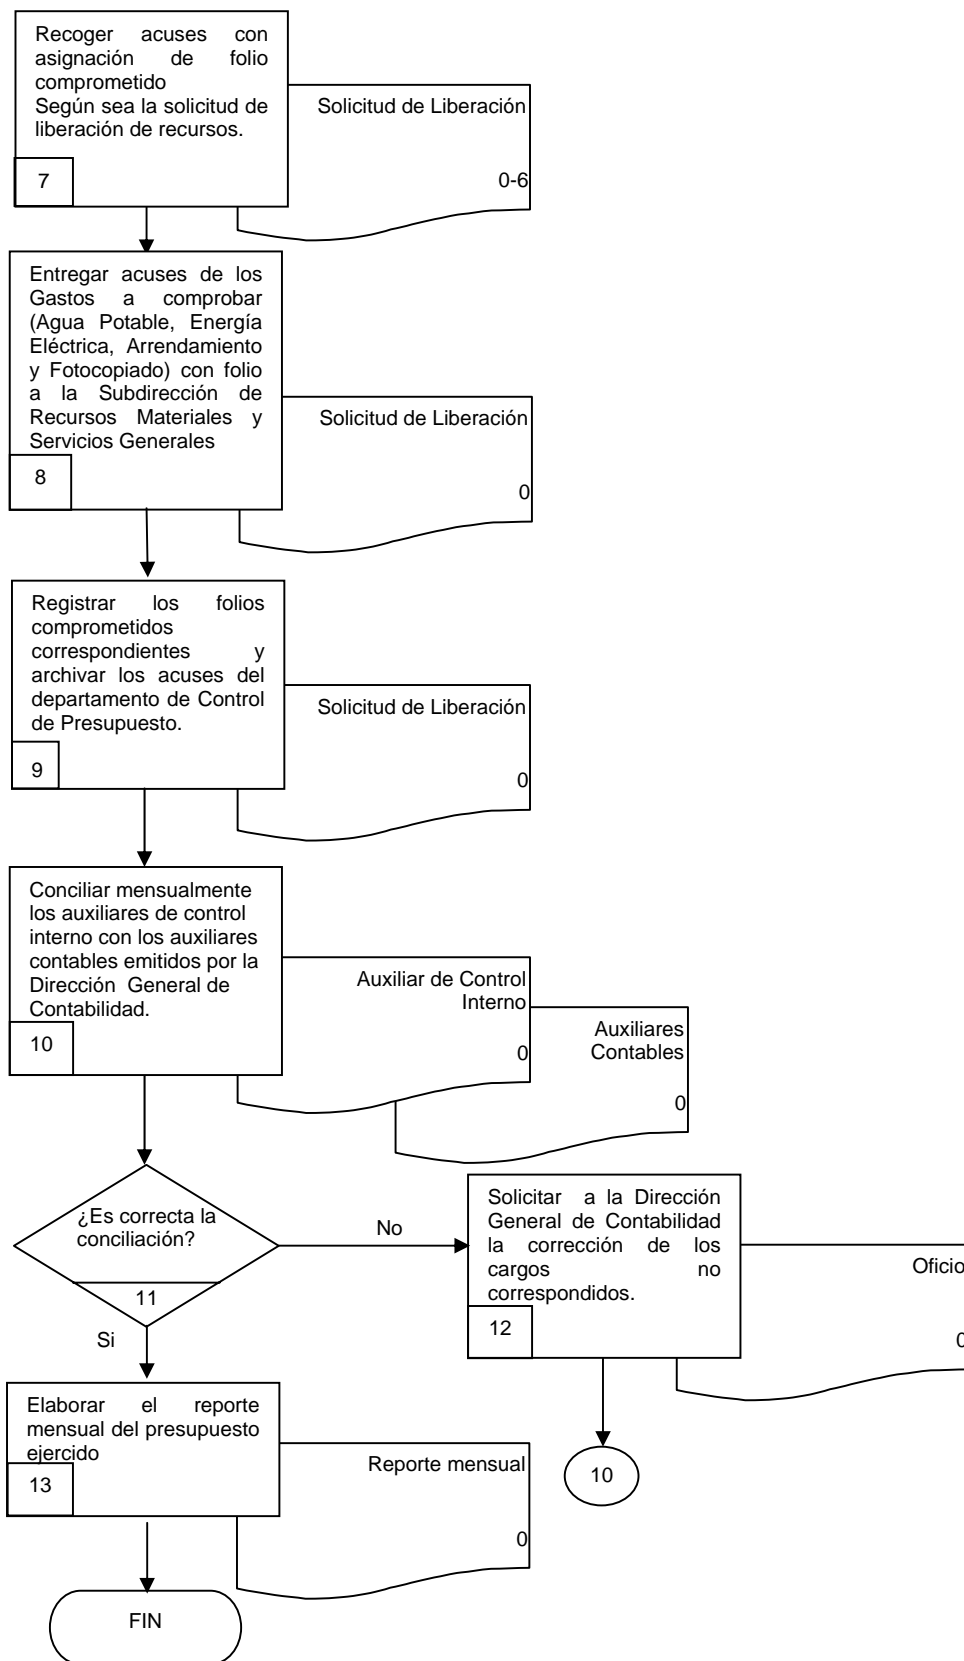 Recoger acuses con
asignación de folio
comprometido
Según sea la solicitud de
liberación de recursos.
7
Solicitud de Liberación
0-6
Entregar acuses de los
Gastos a comprobar
(Agua Potable, Energía
Eléctrica, Arrendamiento
y Fotocopiado) con folio
a la Subdirección de
Recursos Materiales y
Servicios Generales
8
Solicitud de Liberación
0
Registrar los folios
comprometidos
correspondientes y
archivar los acuses del
departamento de Control
de Presupuesto.
9
Solicitud de Liberación
0
Conciliar mensualmente
los auxiliares de control
interno con los auxiliares
contables emitidos por la
Dirección General de
Contabilidad.
10
Auxiliar de Control
Interno
0
Auxiliares
Contables
0
¿Es correcta la
conciliación?
11
No
Si
Solicitar a la Dirección
General de Contabilidad
la corrección de los
cargos no
correspondidos.
12
Oficio
0
10
Elaborar el reporte
mensual del presupuesto
ejercido
13
Reporte mensual
0
FIN